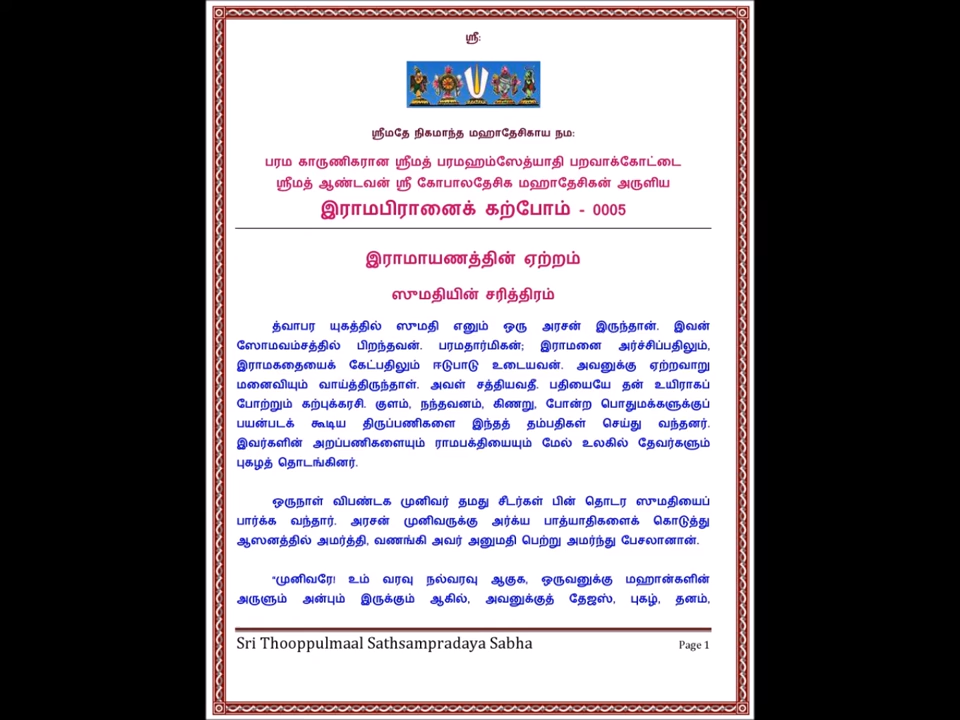 ஸ்ரீ:
ஸ்ரீமதே நிகமாந்த மஹாதேசிகாய நம:
பரம காருணிகரான ஸ்ரீமத் பரமஹம்ஸேத்யாதி பறவாக்கோட்டை
ஸ்ரீமத் ஆண்டவன் ஸ்ரீ கோபாலதேசிக மஹாதேசிகன் அருளிய
இராமபிரானைக் கற்போம் - 0005
இராமாயணத்தின் ஏற்றம்
ஸுமதியின் சரித்திரம்
த்வாபர யுகத்தில் ஸுமதி எனும் ஒரு அரசன் இருந்தான். இவன்
ஸோமவம்சத்தில் பிறந்தவன். பரமதார்மிகன்; இராமனை அர்ச்சிப்பதிலும்,
இராமகதையைக் கேட்பதிலும் ஈடுபாடு உடையவன். அவனுக்கு ஏற்றவாறு
மனைவியும் வாய்த்திருந்தாள். அவள் சத்தியவதீ. பதியையே தன் உயிராகப்
போற்றும் கற்புக்கரசி. குளம், நந்தவனம், கிணறு, போன்ற பொதுமக்களுக்குப்
பயன்படக் கூடிய திருப்பணிகளை இந்தத் தம்பதிகள் செய்து வந்தனர்.
இவர்களின் அறப்பணிகளையும் ராமபக்தியையும் மேல் உலகில் தேவர்களும்
புகழத் தொடங்கினர்.
ஒருநாள் விபண்டக முனிவர் தமது சீடர்கள் பின் தொடர ஸுமதியைப்
பார்க்க வந்தார். அரசன் முனிவருக்கு அர்க்ய பாத்யாதிகளைக் கொடுத்து
ஆஸனத்தில் அமர்த்தி, வணங்கி அவர் அனுமதி பெற்று அமர்ந்து பேசலானான்.
"முனிவரே! உம் வரவு நல்வரவு ஆகுக, ஒருவனுக்கு மஹான்களின்
அருளும் அன்பும் இருக்கும் ஆகில், அவனுக்குத் தேஜஸ், புகழ், தனம்,
Sri Thooppulmaal Sathsampradaya Sabha Page 1